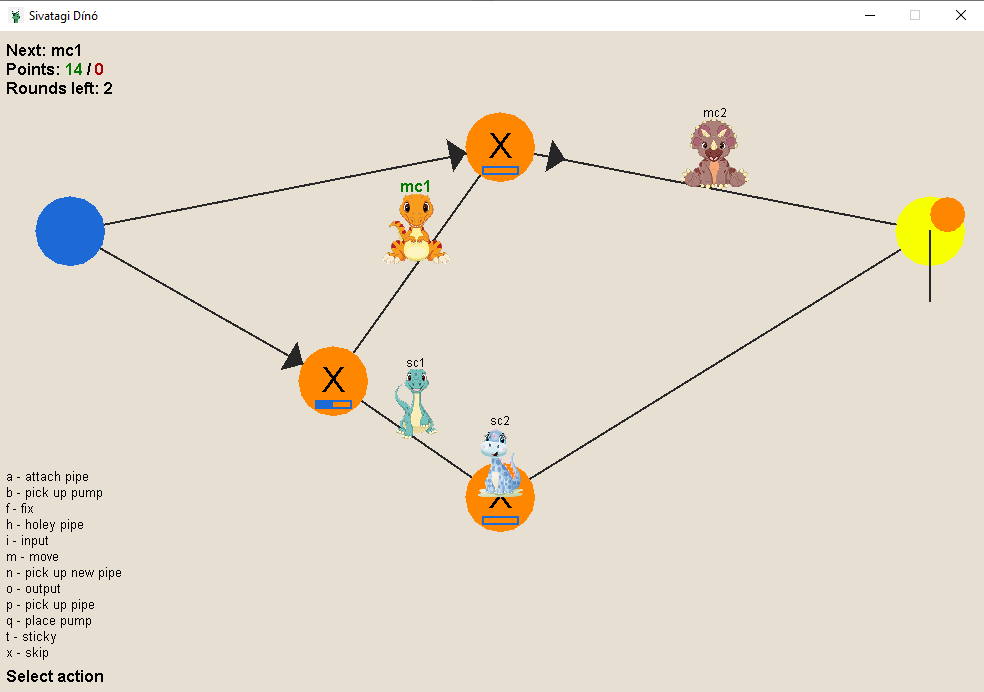 Sivatagi Dínó
Next: mc1
Points: 14 / 0
Rounds left: 2
mc2
X
mc1
sc1
X
sc2
X
a - attach pipe
b - pick up pump
f - fix
h - holey pipe
i - input
m - move
n - pick up new pipe
o - output
p - pick up pipe
q - place pump
t - sticky
x - skip
Select action